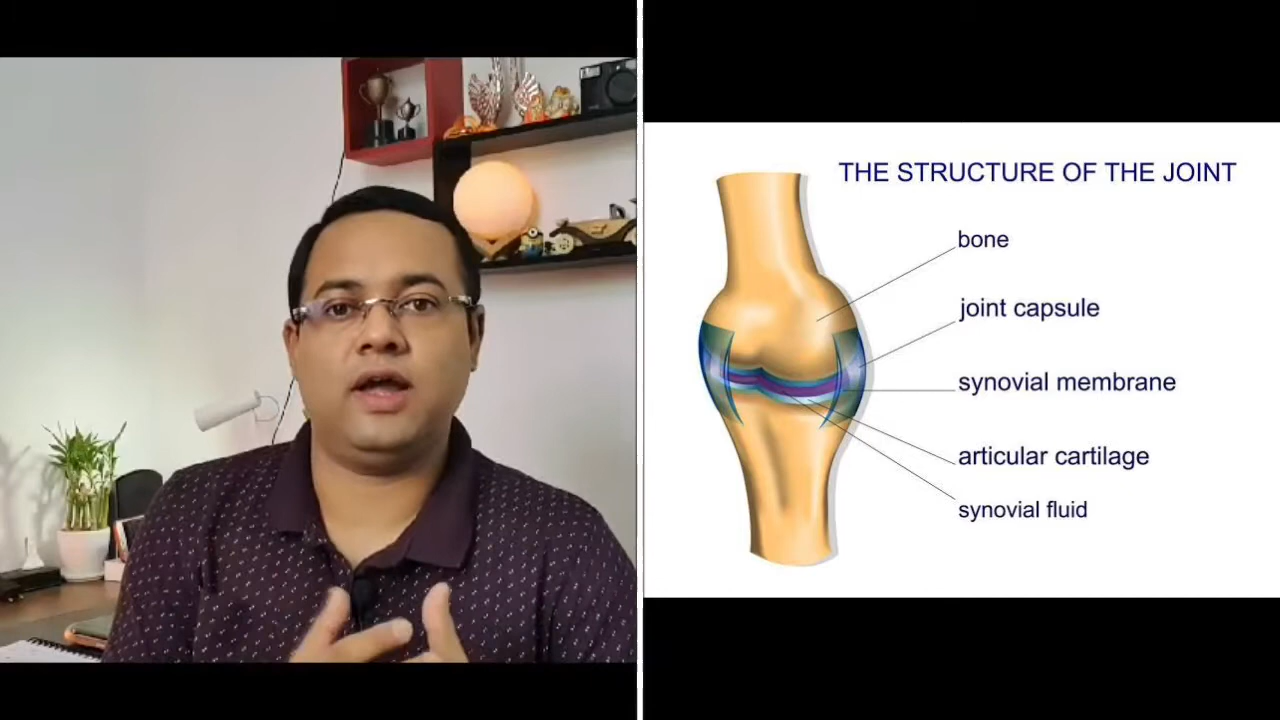 THE STRUCTURE OF THE JOINT
bone
joint capsule
synovial membrane
articular cartilage
synovial fluid